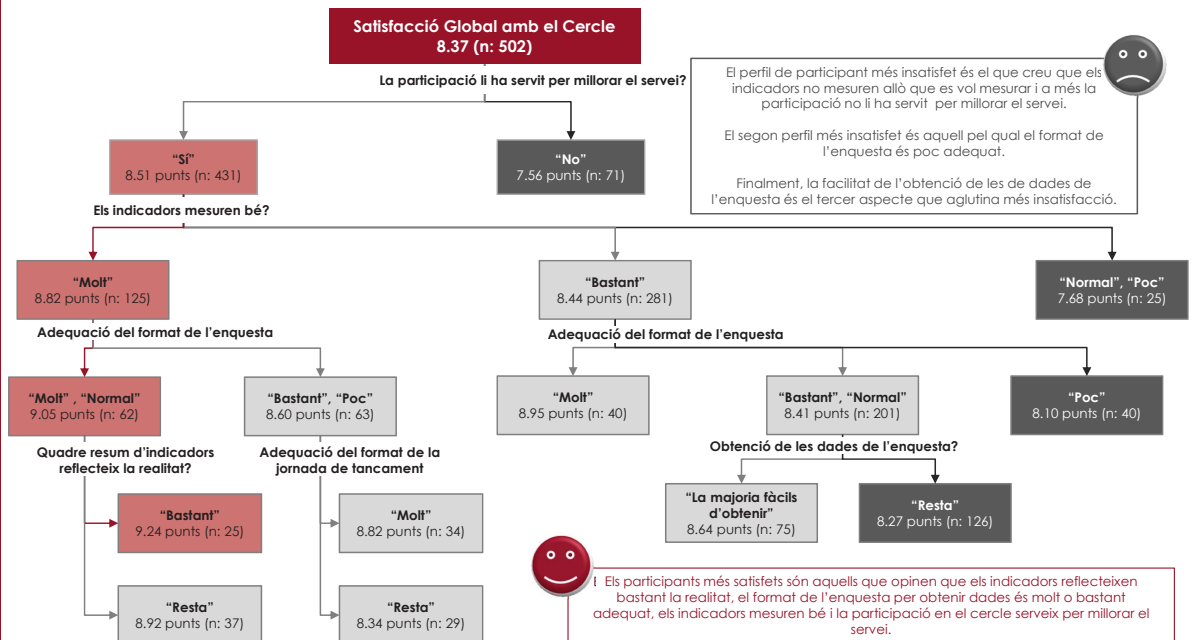 Satisfacció Global amb el Cercle
8.37 (n: 502)
La participació li ha servit per millorar el servei?
El perfil de participant més insatisfet és el que creu que els
indicadors no mesuren allò que es vol mesurar i a més la
participació no li ha servit per millorar el servei.
El segon perfil més insatisfet és aquell pel qual el format de
l'enquesta és poc adequat.
Finalment, la facilitat de l'obtenció de les de dades de
l'enquesta és el tercer aspecte que aglutina més insatisfacció.
"Sí"
8.51 punts (n: 431)
"No"
7.56 punts (n: 71)
Els indicadors mesuren bé?
"Molt"
8.82 punts (n: 125)
"Bastant"
8.44 punts (n: 281)
"Normal", "Poc"
7.68 punts (n: 25)
Adequació del format de l'enquesta
Adequació del format de l'enquesta
"Molt" , "Normal"
9.05 punts (n: 62)
"Bastant", "Poc"
8.60 punts (n: 63)
"Molt"
8.95 punts (n: 40)
"Bastant", "Normal"
8.41 punts (n: 201)
"Poc"
8.10 punts (n: 40)
Quadre resum d'indicadors
reflecteix la realitat?
Adequació del format de la
jornada de tancament
Obtenció de les dades de l'enquesta?
"Bastant"
9.24 punts (n: 25)
"Molt"
8.82 punts (n: 34)
"La majoria fàcils
d'obtenir"
8.64 punts (n: 75)
"Resta"
8.27 punts (n: 126)
"Resta"
8.92 punts (n: 37)
"Resta"
8.34 punts (n: 29)
Els participants més satisfets són aquells que opinen que els indicadors reflecteixen
bastant la realitat, el format de l'enquesta per obtenir dades és molt o bastant
adequat, els indicadors mesuren bé i la participació en el cercle serveix per millorar el
servei.